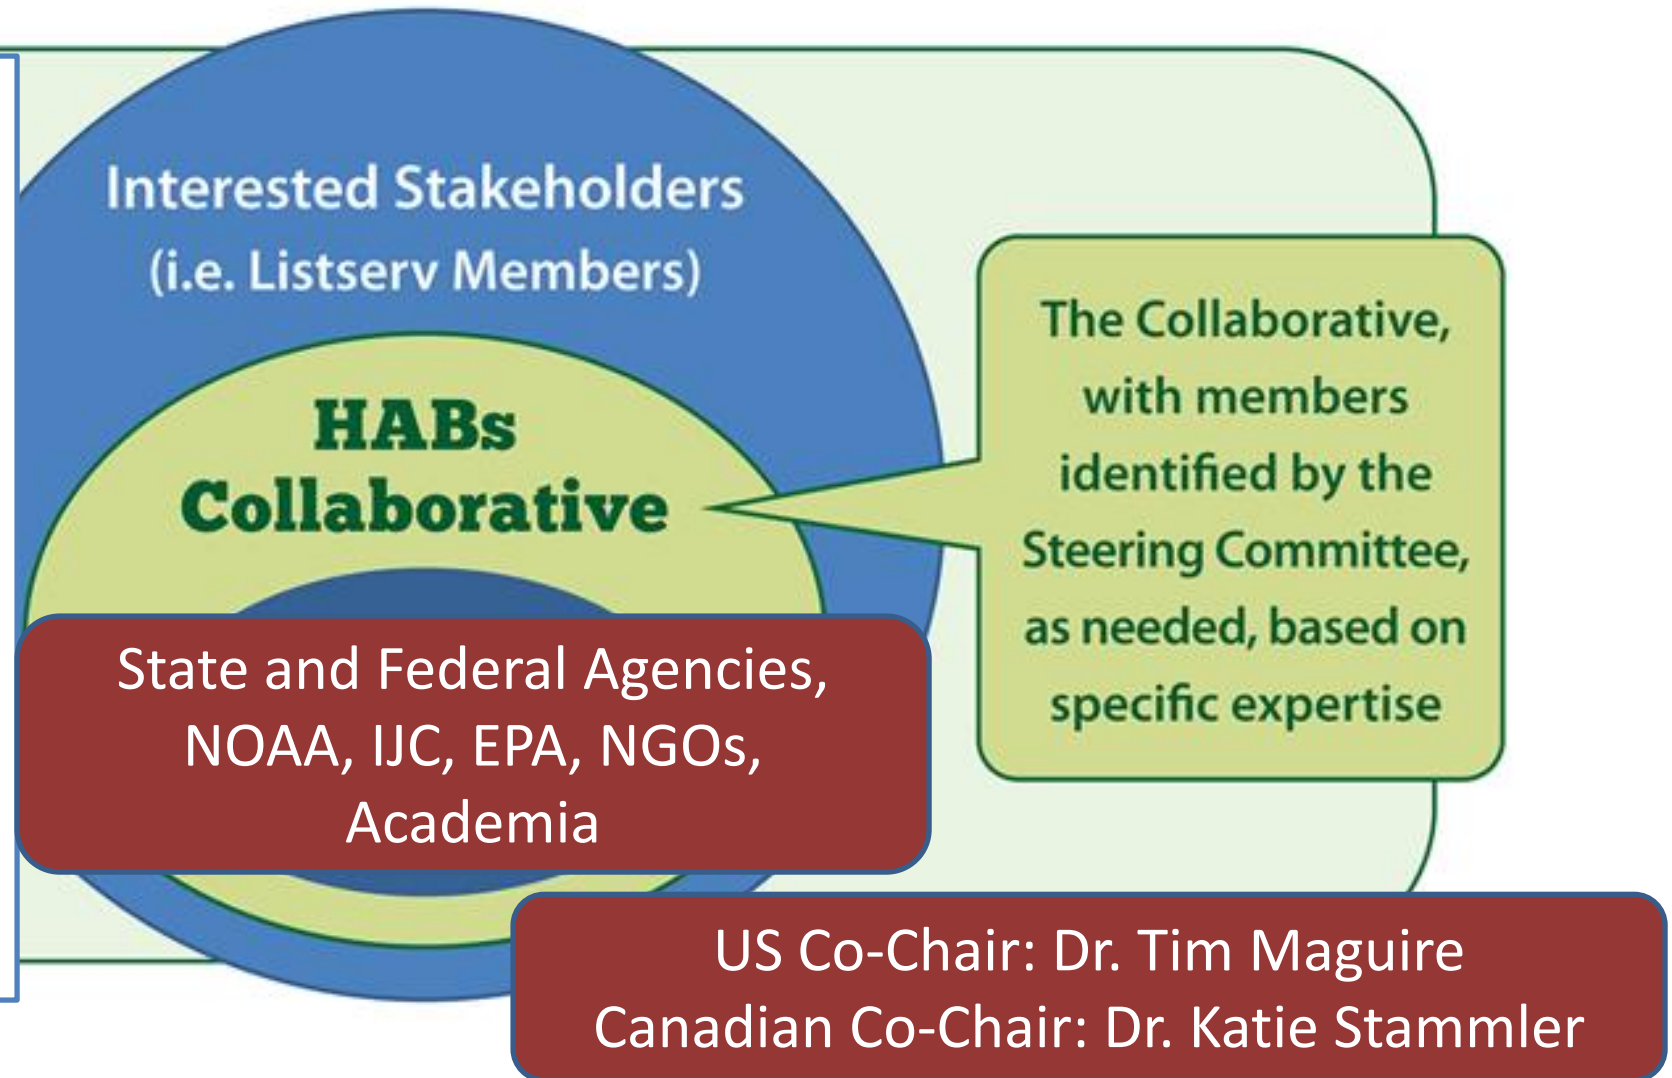 Interested Stakeholders
(i.e. Listserv Members)
HABs
Collaborative
The Collaborative,
with members
identified by the
Steering Committee,
as needed, based on
specific expertise
State and Federal Agencies,
NOAA, IJC, EPA, NGOs,
Academia
US Co-Chair: Dr. Tim Maguire
Canadian Co-Chair: Dr. Katie Stammler